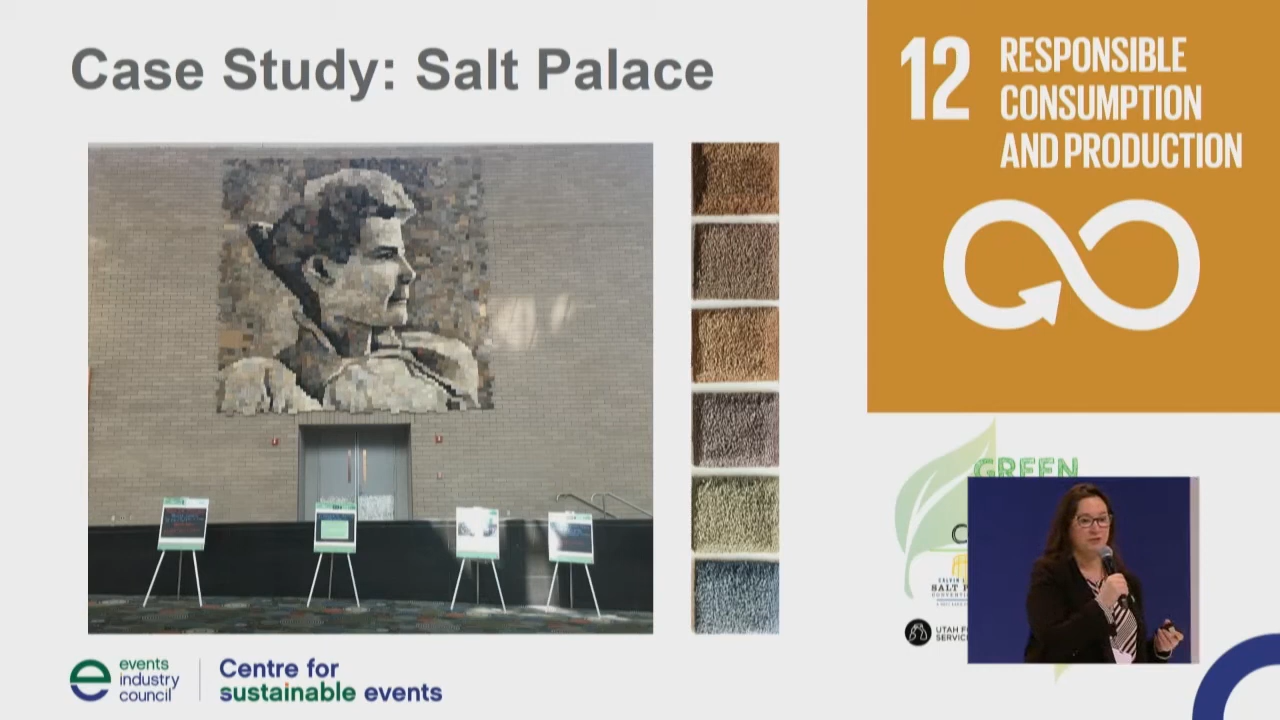 Case Study: Salt Palace
12 RESPONSIBLE
CONSUMPTION
AND PRODUCTION
GREEN
SALT
UTAH
events
industry
council
Centre for
sustainable events